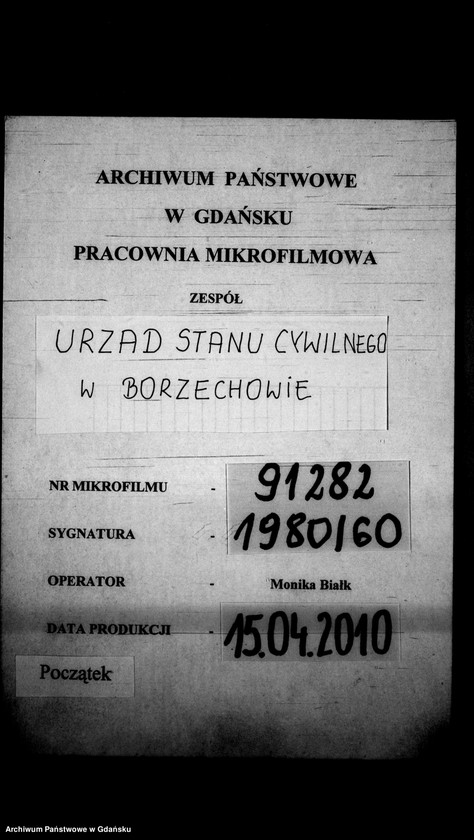 ARCHIWUM PAŃSTWOWE
W GDAŃSKU
PRACOWNIA MIKROFILMOWA
ZESPÓŁ
URZAD STANU CYWILNEGO
W BORZECHOWIE
NR MIKROFILMU - 91282
SYGNATURA - 1980/60
OPERATOR - Monika Białk
DATA PRODUKCJI - 15.04.2010
Początek
Archiwum Państwowe w Gdańsku